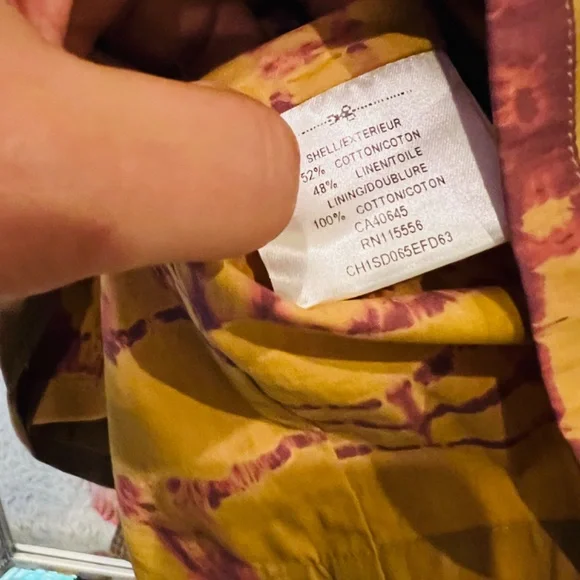 SHELL/EXTERIEUR
52% COTTON/COTON
48% LINEN/TOILE
LINING/DOUBLURE
100% COTTON/COTON
CA40645
RN115556
CH1SD065EFD63